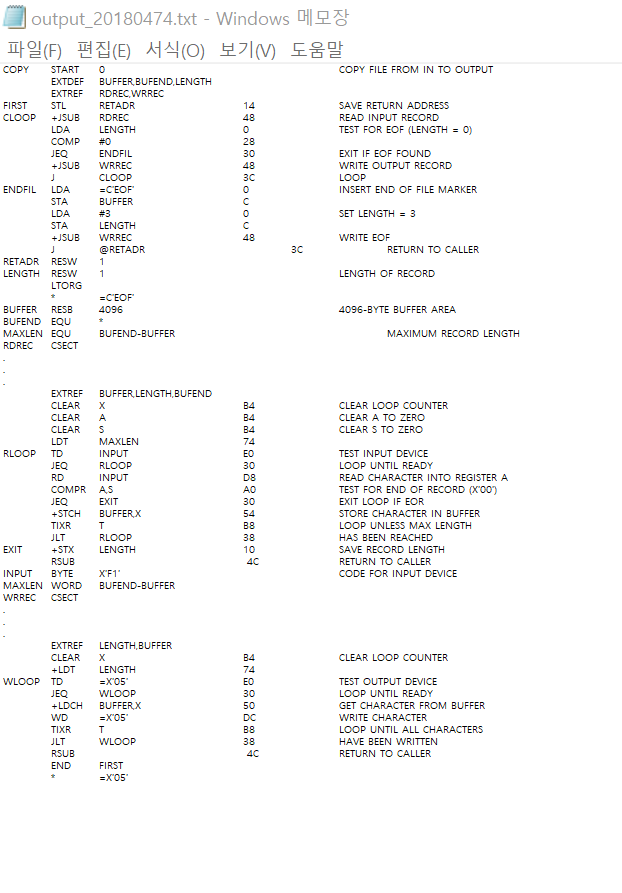 output_20180474.txt - Windows 메모장
파일(F) 편집(E) 서식(O) 보기(V) 도움말
COPY START 0 COPY FILE FROM IN TO OUTPUT
EXTDEF BUFFER,BUFEND,LENGTH
EXTREF RDREC,WRREC
FIRST STL RETADR 14 SAVE RETURN ADDRESS
CLOOP +JSUB RDREC 48 READ INPUT RECORD
LDA LENGTH 0 TEST FOR EOF (LENGTH = 0)
COMP #0 28
JEQ ENDFIL 30 EXIT IF EOF FOUND
+JSUB WRREC 48 WRITE OUTPUT RECORD
J CLOOP 3C LOOP
ENDFIL LDA =C'EOF' 0 INSERT END OF FILE MARKER
STA BUFFER C
LDA #3 0 SET LENGTH = 3
STA LENGTH C
+JSUB WRREC 48 WRITE EOF
J @RETADR 3C RETURN TO CALLER
RETADR RESW 1
LENGTH RESW 1 LENGTH OF RECORD
LTORG
* =C'EOF'
BUFFER RESB 4096 4096-BYTE BUFFER AREA
BUFEND EQU *
MAXLEN EQU BUFEND-BUFFER MAXIMUM RECORD LENGTH
RDREC CSECT
.
.
.
EXTREF BUFFER,LENGTH,BUFEND
CLEAR X B4 CLEAR LOOP COUNTER
CLEAR A B4 CLEAR A TO ZERO
CLEAR S B4 CLEAR S TO ZERO
LDT MAXLEN 74
RLOOP TD INPUT E0 TEST INPUT DEVICE
JEQ RLOOP 30 LOOP UNTIL READY
RD INPUT D8 READ CHARACTER INTO REGISTER A
COMPR A,S A0 TEST FOR END OF RECORD (X'00')
JEQ EXIT 30 EXIT LOOP IF EOR
+STCH BUFFER,X 54 STORE CHARACTER IN BUFFER
TIXR T B8 LOOP UNLESS MAX LENGTH
JLT RLOOP 38 HAS BEEN REACHED
EXIT +STX LENGTH 10 SAVE RECORD LENGTH
RSUB 4C RETURN TO CALLER
INPUT BYTE X'F1' CODE FOR INPUT DEVICE
MAXLEN WORD BUFEND-BUFFER
WRREC CSECT
.
.
.
EXTREF LENGTH,BUFFER
CLEAR X B4 CLEAR LOOP COUNTER
+LDT LENGTH 74
WLOOP TD =X'05' E0 TEST OUTPUT DEVICE
JEQ WLOOP 30 LOOP UNTIL READY
+LDCH BUFFER,X 50 GET CHARACTER FROM BUFFER
WD =X'05' DC WRITE CHARACTER
TIXR T B8 LOOP UNTIL ALL CHARACTERS
JLT WLOOP 38 HAVE BEEN WRITTEN
RSUB 4C RETURN TO CALLER
END FIRST
* =X'05'